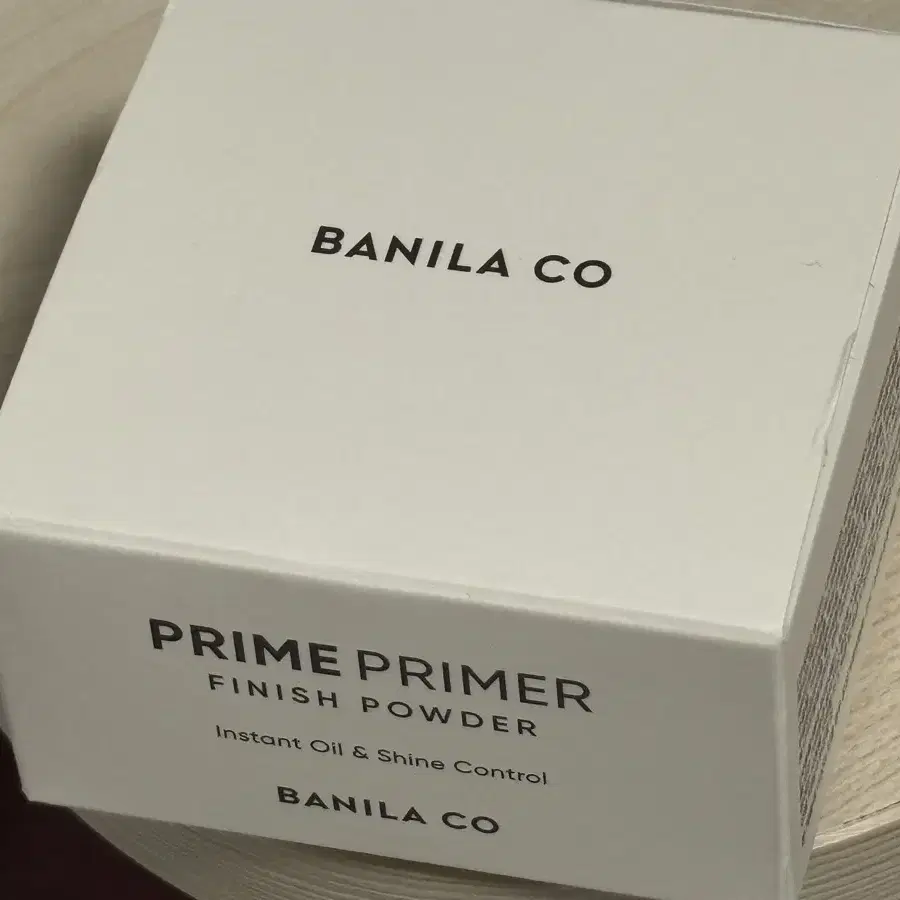 BANILA CO
PRIME PRIMER
FINISH POWDER
Instant Oil & Shine Control
BANILA CO